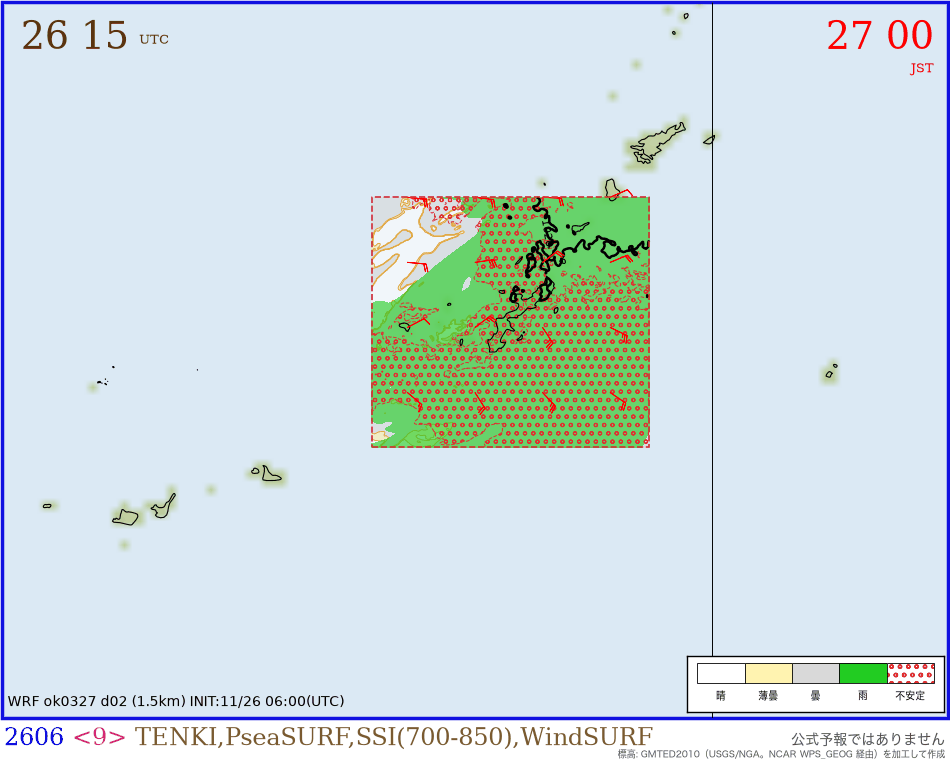 26 15 UTC
27 00
JST
晴 薄曇 曇 雨 不安定
WRF ok0327 d02 (1.5km) INIT:11/26 06:00(UTC)
2606 <9> TENKI,PseaSURF,SSI(700-850),WindSURF
公式予報ではありません
標高: GMTED2010（USGS/NGA。NCAR WPS_GEOG 経由）を加工して作成